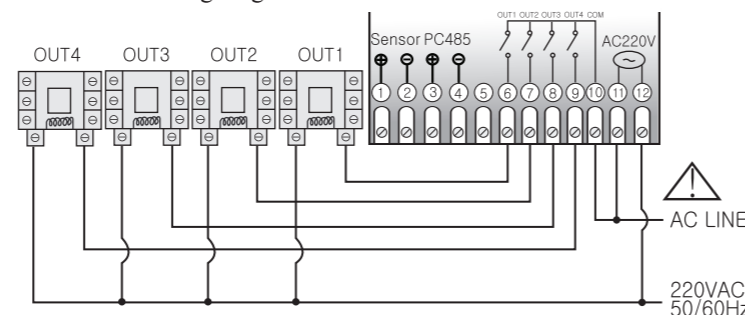 OUT1 OUT2 OUT3 OUT4 COM
OUT4 OUT3 OUT2 OUT1
Sensor PC485 AC220V
1 2 3 4 5 6 7 8 9 10 11 12
AC LINE
220VAC
50/60Hz